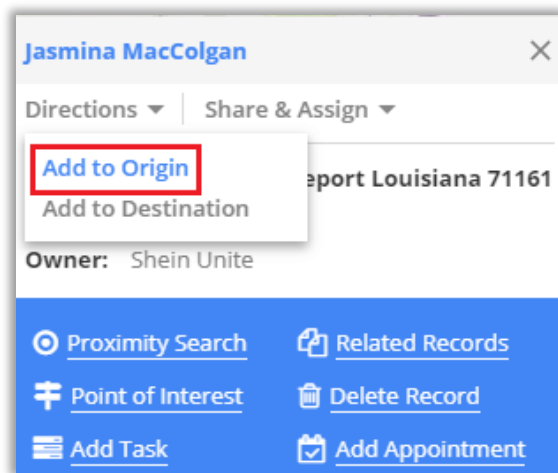 Jasmina MacColgan
Directions Share & Assign
Add to Origin
eport Louisiana 71161
Add to Destination
Owner: Shein Unite
Proximity Search Related Records
Point of Interest Delete Record
Add Task Add Appointment